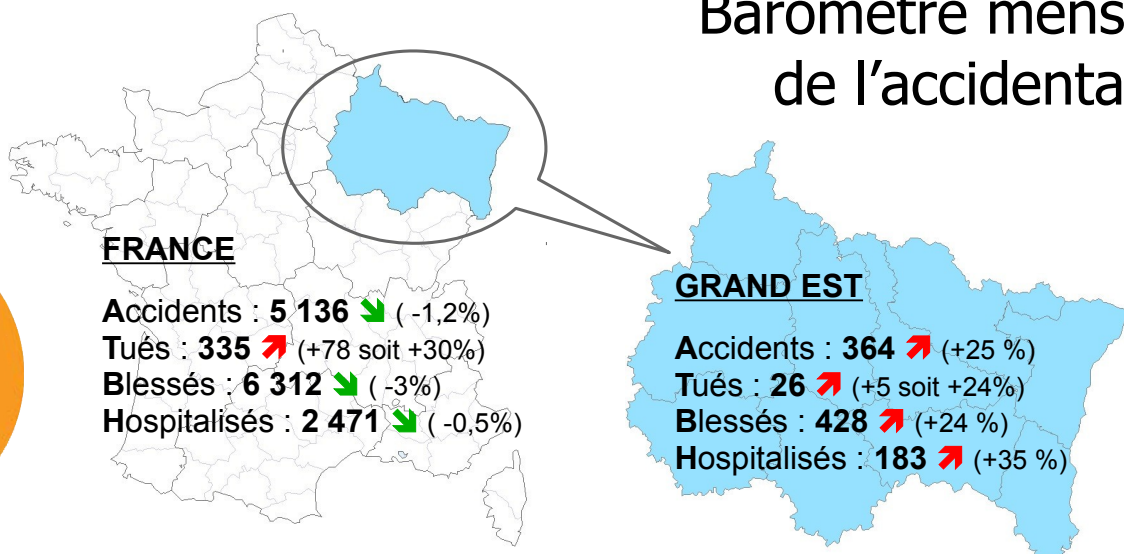 Baromètre mens
de l'accidenta
FRANCE
Accidents : 5 136 ( -1,2%)
Tués : 335 (+78 soit +30%)
Blessés : 6 312 ( -3%)
Hospitalisés : 2 471 ( -0,5%)
GRAND EST
Accidents : 364 (+25 %)
Tués : 26 (+5 soit +24%)
Blessés : 428 (+24 %)
Hospitalisés : 183 (+35 %)